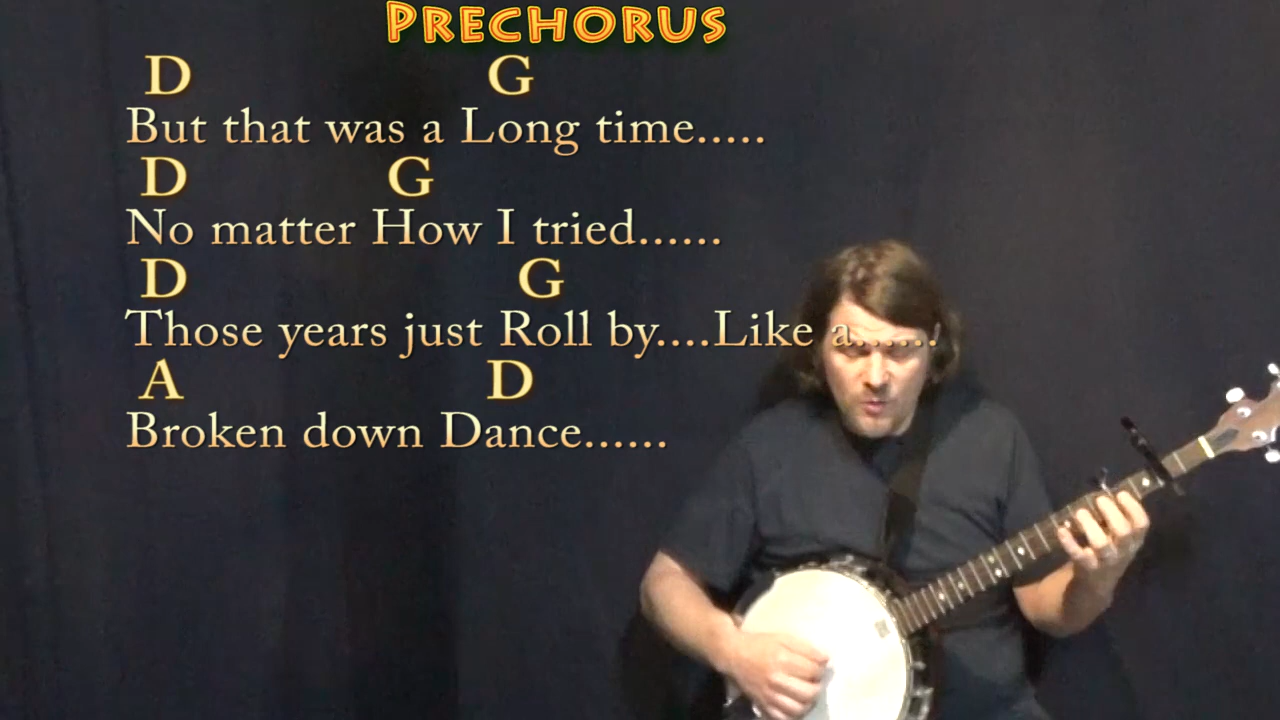 PRECHORUS
D G
But that was a Long time.....
D G
No matter How I tried......
D G
Those years just Roll by....Like a......
A D
Broken down Dance......